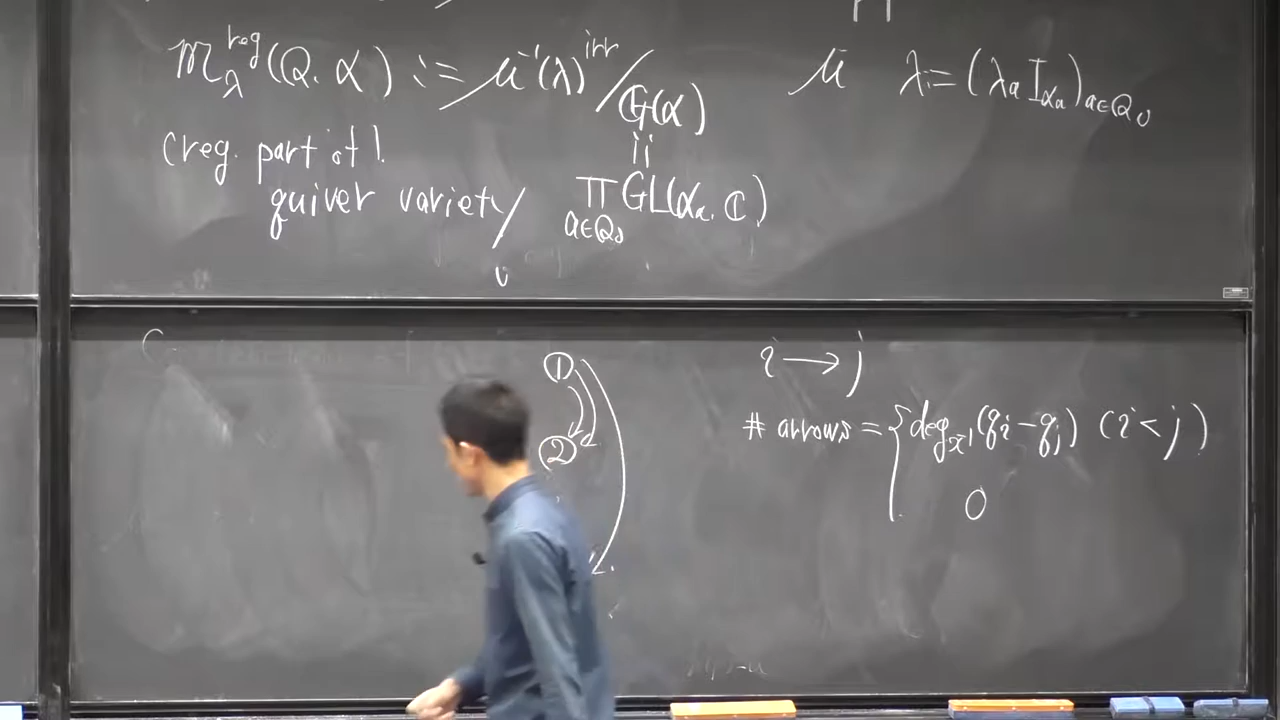 𝔐_λ^reg(Q, α) := μ^{-1}(λ)^irr / G(α)
μ   λ := (λ_a I_{α_a})_{a∈Q_0}
(reg. part of
quiver variety)
∏_{a∈Q_0} GL(α_a, ℂ)
① 
②
i → j
# arrows = { deg_{x^{-1}}(q_i − q_j) (i < j)
0